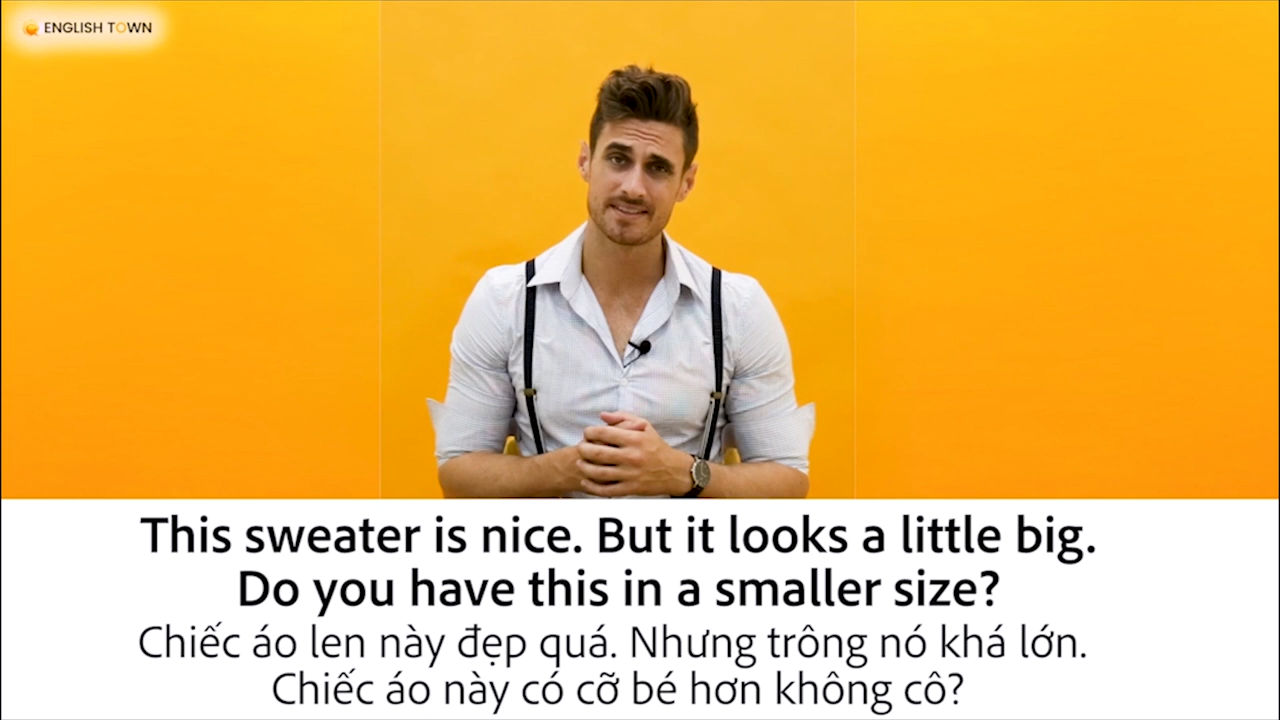 ENGLISH TOWN
This sweater is nice. But it looks a little big.
Do you have this in a smaller size?
Chiếc áo len này đẹp quá. Nhưng trông nó khá lớn.
Chiếc áo này có cỡ bé hơn không cô?